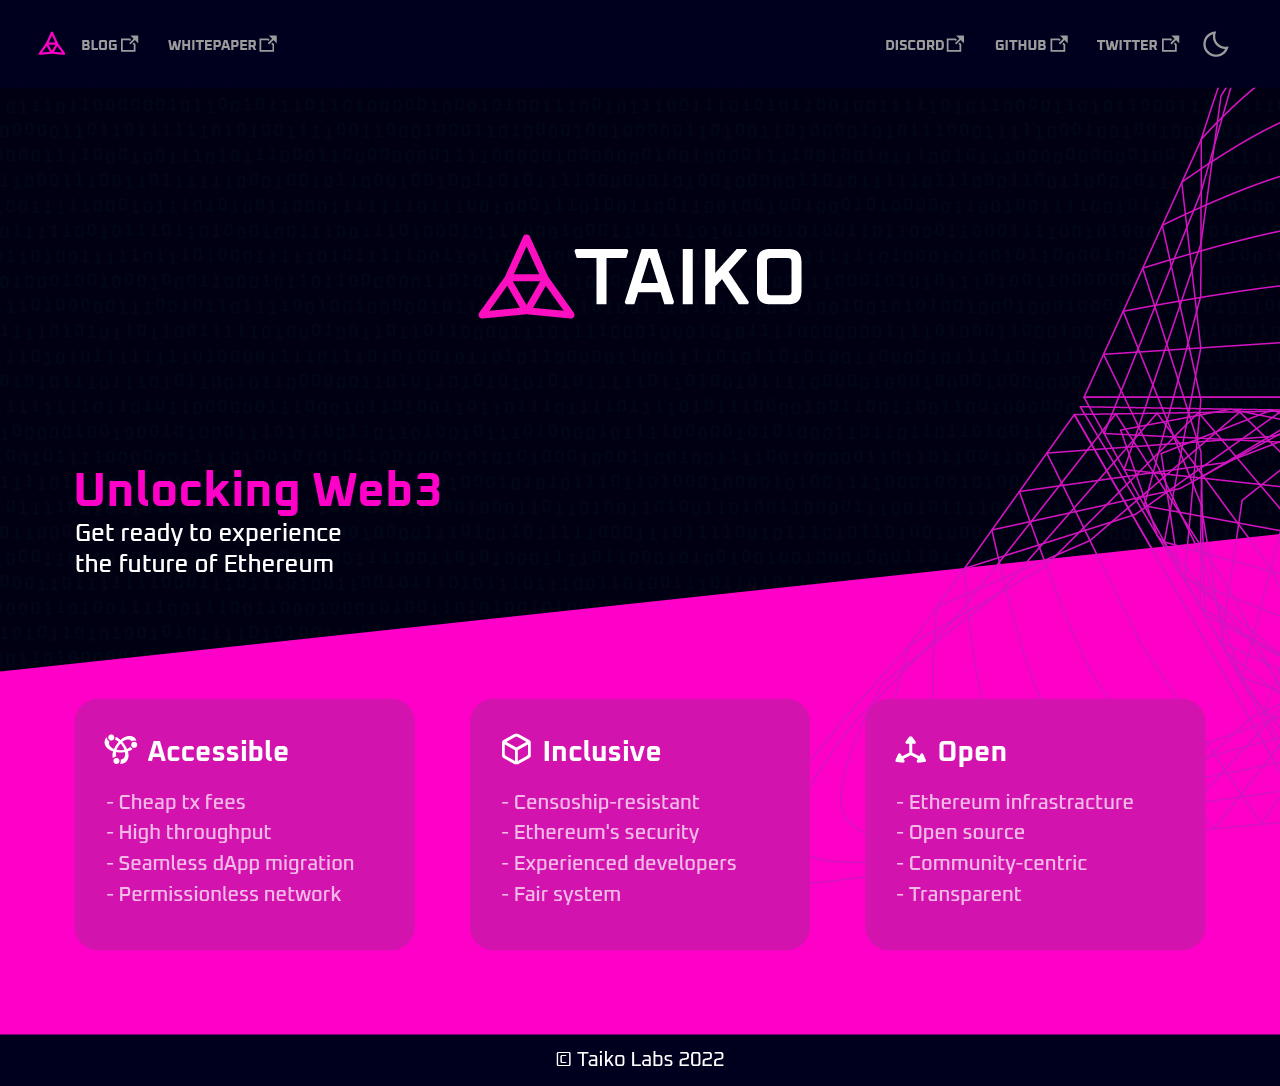 BLOG
WHITEPAPER
DISCORD
GITHUB
TWITTER
TAIKO
Unlocking Web3
Get ready to experience
the future of Ethereum
Accessible
- Cheap tx fees
- High throughput
- Seamless dApp migration
- Permissionless network
Inclusive
- Censoship-resistant
- Ethereum's security
- Experienced developers
- Fair system
Open
- Ethereum infrastracture
- Open source
- Community-centric
- Transparent
© Taiko Labs 2022